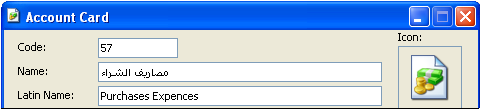 Account Card
Icon:
Code: 57
Name: مصاريف الشراء
Latin Name: Purchases Expences